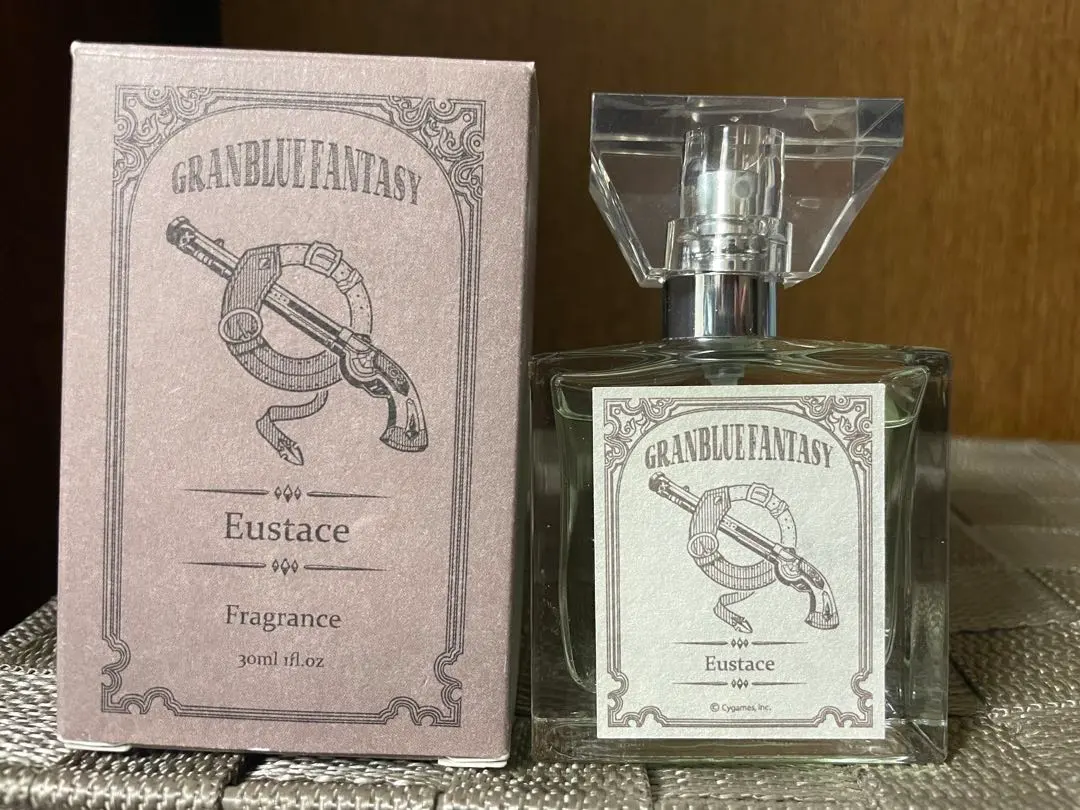 GRANBLUE FANTASY
Eustace
Fragrance
30ml 1fl.oz
GRANBLUE FANTASY
Eustace
© Cygames, Inc.